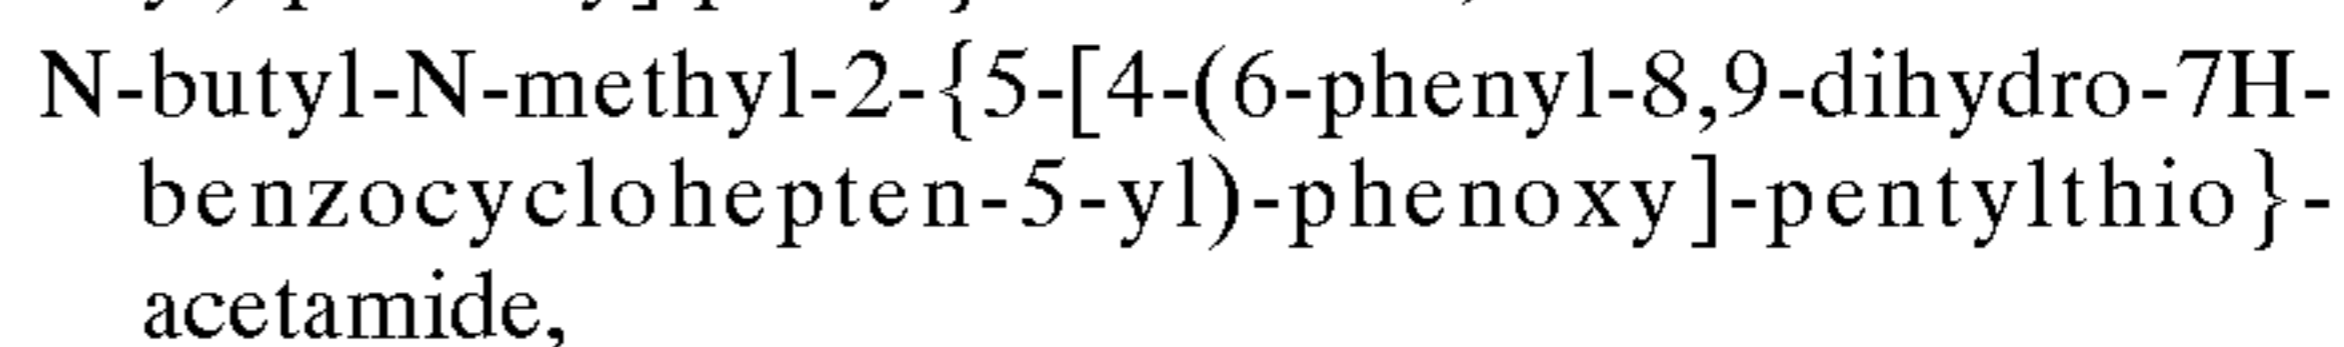 N-butyl-N-methyl-2-{5-[4-(6-phenyl-8,9-dihydro-7H-
benzocyclohepten-5-yl)-phenoxy]-pentylthio}-
acetamide,